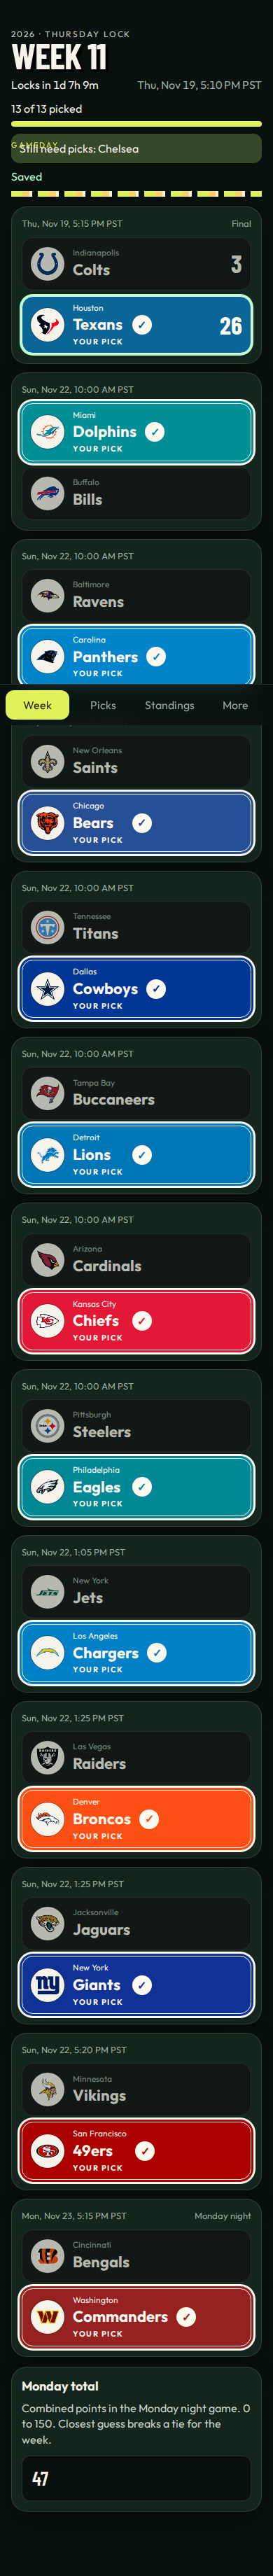 2026 · THURSDAY LOCK
WEEK 11
Locks in 1d 7h 9m
Thu, Nov 19, 5:10 PM PST
13 of 13 picked
GAMEDAY
Still need picks: Chelsea
Saved
Thu, Nov 19, 5:15 PM PST
Final
Indianapolis
Colts
3
Houston
Texans
26
YOUR PICK
Sun, Nov 22, 10:00 AM PST
Miami
Dolphins
YOUR PICK
Buffalo
Bills
Sun, Nov 22, 10:00 AM PST
Baltimore
Ravens
Carolina
Panthers
YOUR PICK
Week
Picks
Standings
More
New Orleans
Saints
Chicago
Bears
YOUR PICK
Sun, Nov 22, 10:00 AM PST
Tennessee
Titans
Dallas
Cowboys
YOUR PICK
Sun, Nov 22, 10:00 AM PST
Tampa Bay
Buccaneers
Detroit
Lions
YOUR PICK
Sun, Nov 22, 10:00 AM PST
Arizona
Cardinals
Kansas City
Chiefs
YOUR PICK
Sun, Nov 22, 10:00 AM PST
Pittsburgh
Steelers
Philadelphia
Eagles
YOUR PICK
Sun, Nov 22, 1:05 PM PST
New York
Jets
Los Angeles
Chargers
YOUR PICK
Sun, Nov 22, 1:25 PM PST
Las Vegas
Raiders
Denver
Broncos
YOUR PICK
Sun, Nov 22, 1:25 PM PST
Jacksonville
Jaguars
New York
Giants
YOUR PICK
Sun, Nov 22, 5:20 PM PST
Minnesota
Vikings
San Francisco
49ers
YOUR PICK
Mon, Nov 23, 5:15 PM PST
Monday night
Cincinnati
Bengals
Washington
Commanders
YOUR PICK
Monday total
Combined points in the Monday night game. 0
to 150. Closest guess breaks a tie for the
week.
47